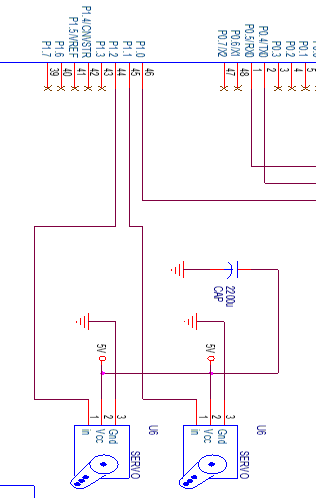 P1.7
P1.6
P1.5/VREF
P1.4/CNVSTR
P1.3
P1.2
P1.1
P1.0
P0.7/X2
P0.6/X1
P0.5/RX0
P0.4/TX0
P0.3
P0.2
P0.1
39
40
41
42
43
44
45
46
47
48
1
2
3
4
5
2200u
CAP
5V
5V
1
2
3
in
Vcc
Gnd
U6
SERVO
1
2
3
in
Vcc
Gnd
U6
SERVO